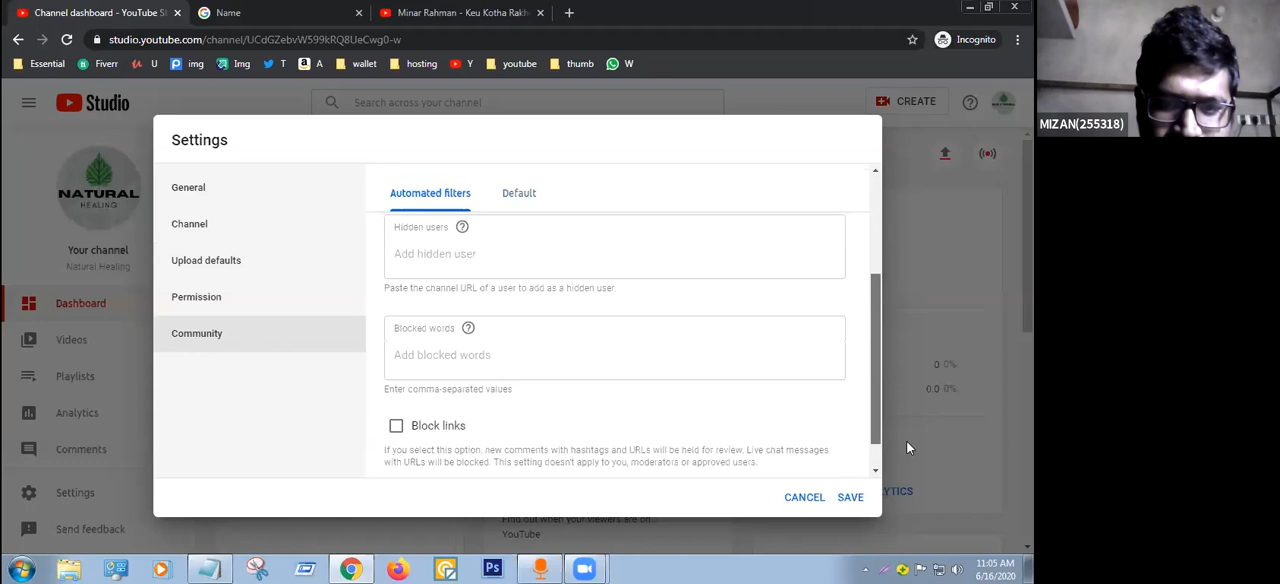 Channel dashboard - YouTube St
Name
Minar Rahman - Keu Kotha Rakh
studio.youtube.com/channel/UCdGZebvW599kRQ8UeCwg0-w
Incognito
Essential
Fiverr
U
img
Img
T
A
wallet
hosting
Y
youtube
thumb
W
Studio
Search across your channel
CREATE
MIZAN(255318)
NATURAL
HEALING
Your channel
Natural Healing
Dashboard
Videos
Playlists
Analytics
Comments
Settings
Send feedback
Settings
General
Channel
Upload defaults
Permission
Community
Automated filters
Default
Hidden users
Add hidden user
Paste the channel URL of a user to add as a hidden user.
Blocked words
Add blocked words
Enter comma-separated values
Block links
If you select this option, new comments with hashtags and URLs will be held for review. Live chat messages
with URLs will be blocked. This setting doesn't apply to you, moderators or approved users.
CANCEL
SAVE
0 0%
0.0 0%
YTICS
Find out when your viewers are on
YouTube
Ps
11:05 AM
6/16/2020